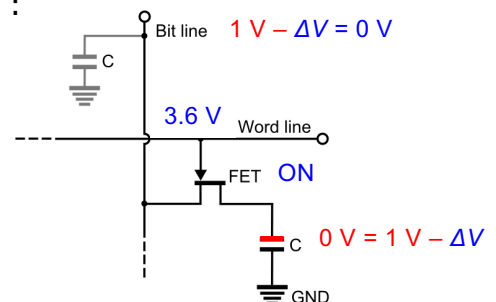 :
Bit line 1 V – ΔV = 0 V
C
3.6 V
Word line
FET ON
C 0 V = 1 V – ΔV
GND